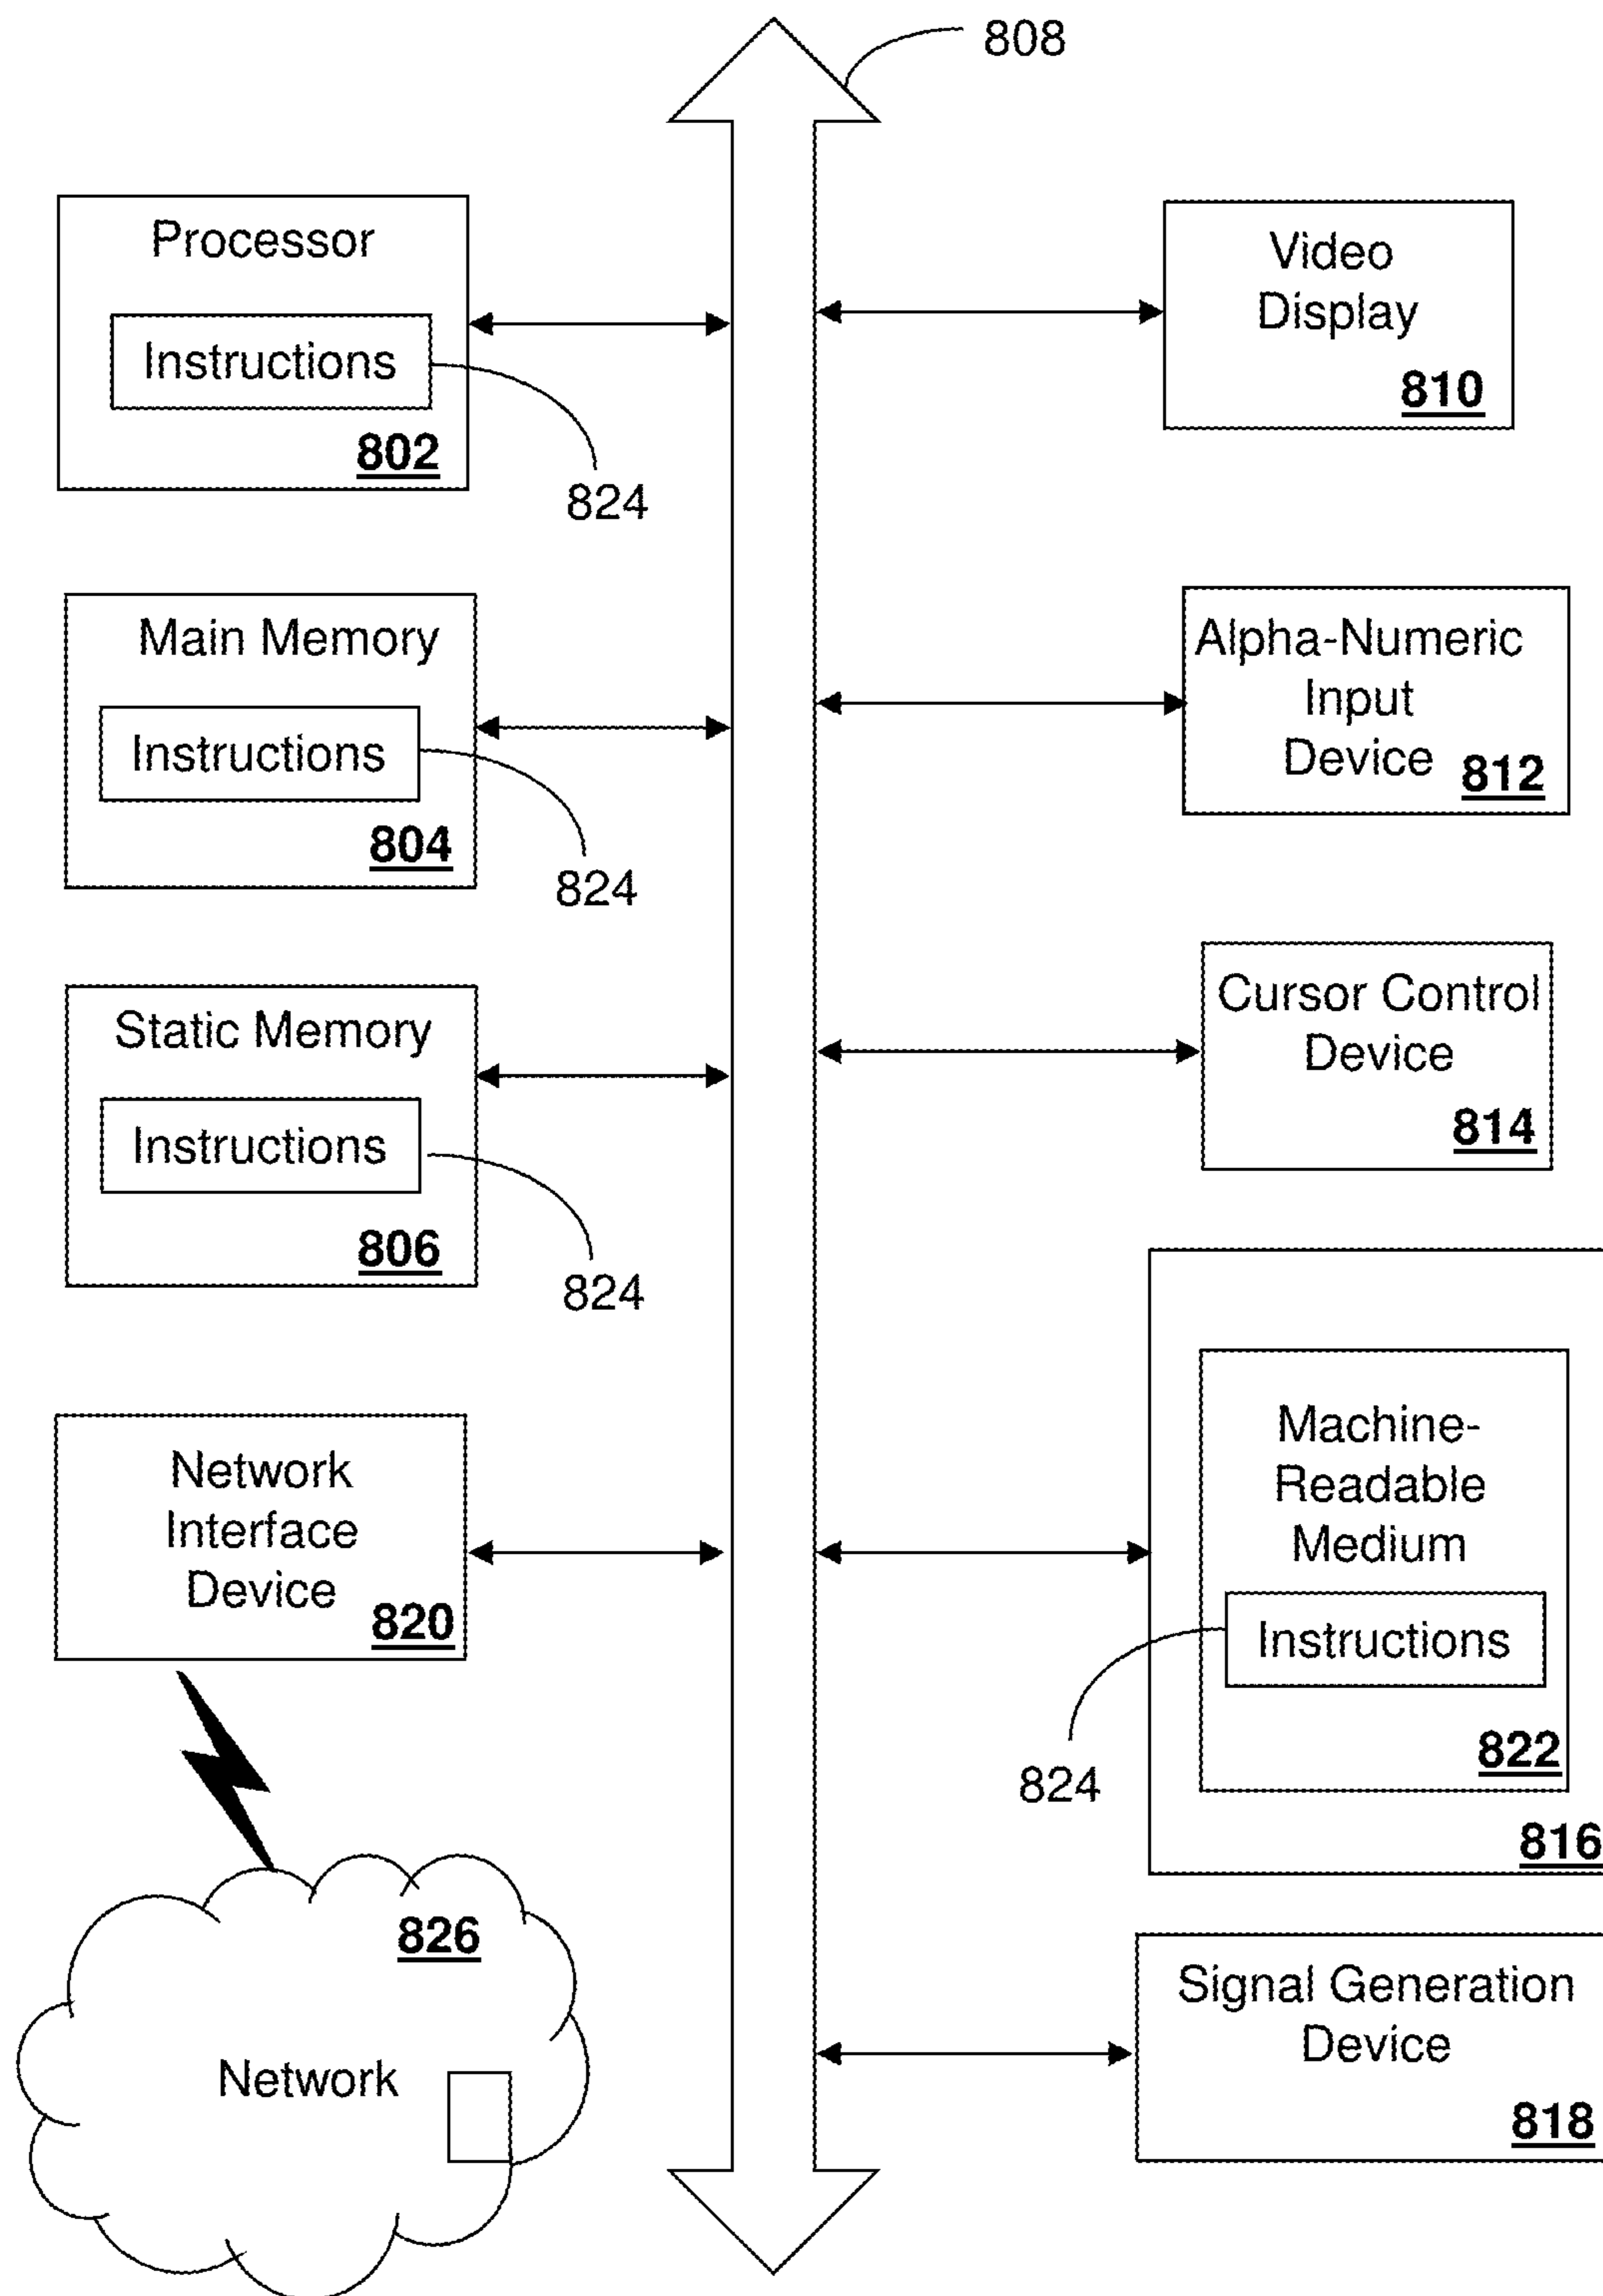 808
Processor
Instructions
802
824
Main Memory
Instructions
804
824
Static Memory
Instructions
806
824
Network
Interface
Device
820
826
Network
Video
Display
810
Alpha-Numeric
Input
Device
812
Cursor Control
Device
814
Machine-
Readable
Medium
Instructions
822
824
816
Signal Generation
Device
818